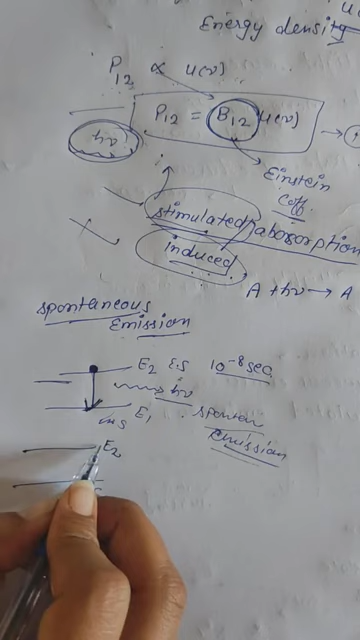 Energy density
P12 ∝ u(ν)
P12 = B12 u(ν)
Einstein
coff.
stimulated absorption
induced
A + hν → A
spontaneous
Emission
E2 E.S 10⁻⁸ sec
hν
E1 spontan
Emission
E2